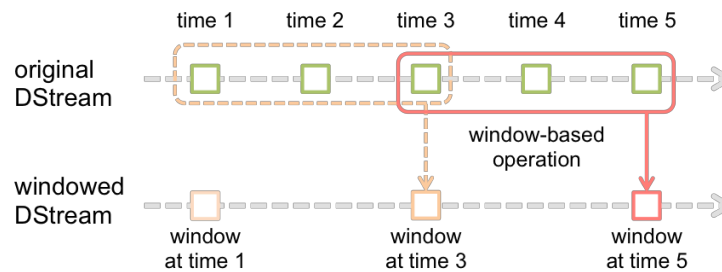 time 1 time 2 time 3 time 4 time 5
original
DStream
window-based
operation
windowed
DStream
window window window
at time 1 at time 3 at time 5